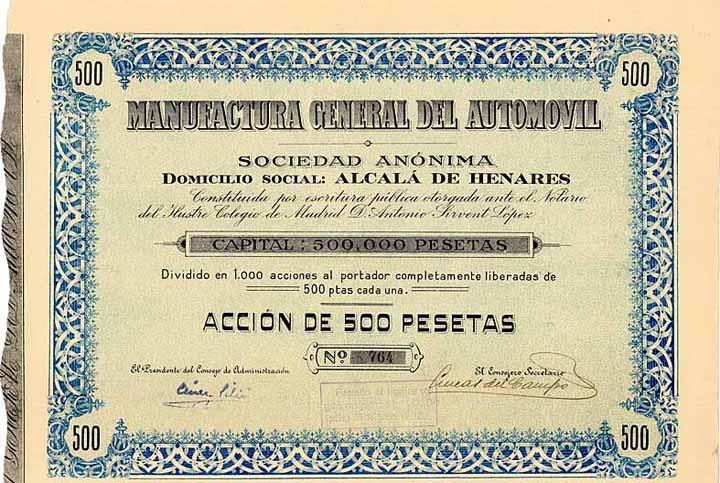 500 500
MANUFACTURA GENERAL DEL AUTOMOVIL
SOCIEDAD ANÓNIMA
DOMICILIO SOCIAL: ALCALÁ DE HENARES
Constituida por escritura pública otorgada ante el Notario
del Ilustre Colegio de Madrid D. Antonio Sirvent López
CAPITAL: 500,000 PESETAS
Dividido en 1.000 acciones al portador completamente liberadas de
500 ptas cada una.
ACCIÓN DE 500 PESETAS
Nº 764
El Presidente del Consejo de Administración El Consejero Secretario
500 500